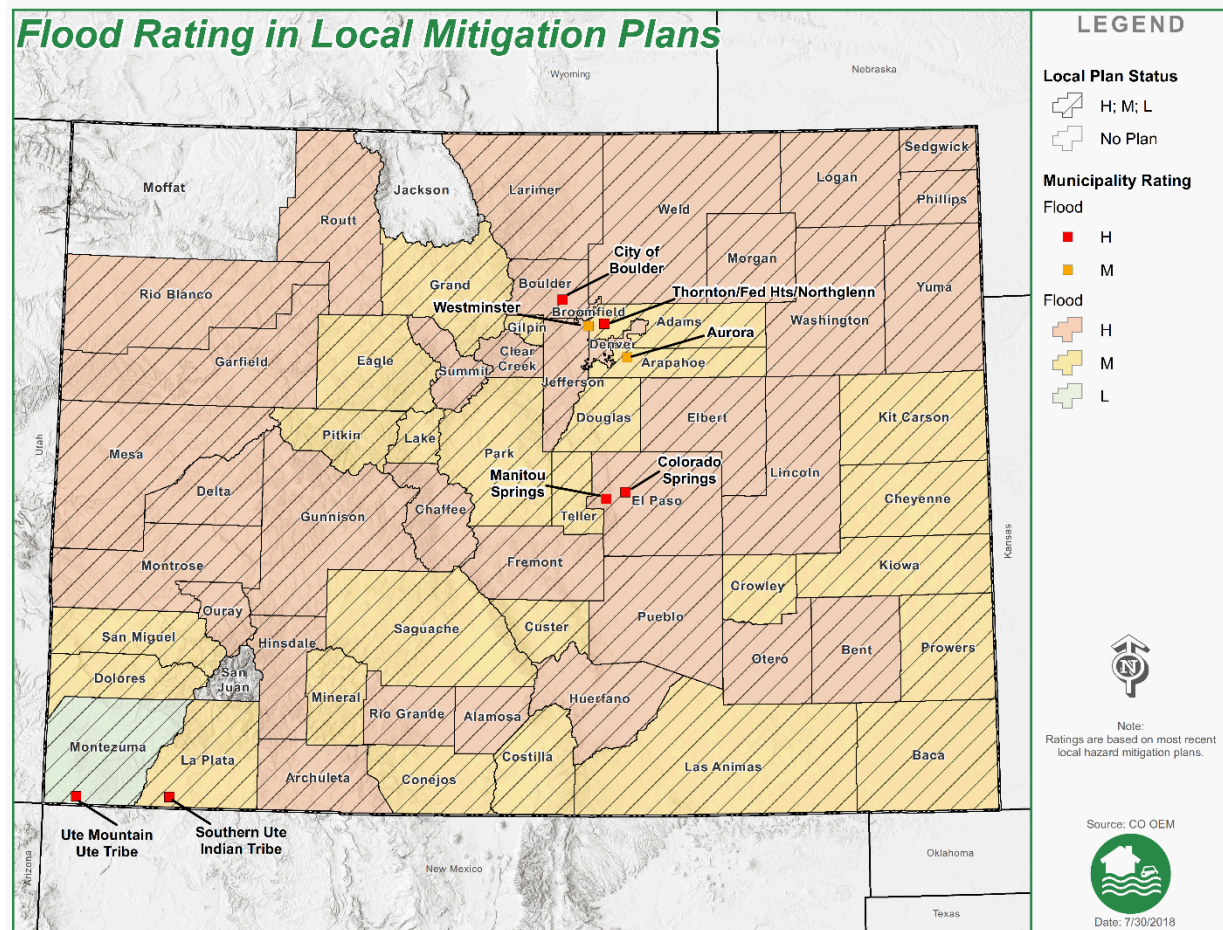 Flood Rating in Local Mitigation Plans
Wyoming
Nebraska
Sedgwick
Moffat
Jackson
Larimer
Logan
Routt
Weld
Phillips
City of
Boulder
Morgan
Rio Blanco
Grand
Boulder
Yuma
Westminster
Thornton/Fed Hts/Northglenn
Broomfield
Gilpin
Adams
Washington
Aurora
Clear
Creek
Denver
Garfield
Eagle
Summit
Arapahoe
Jefferson
Douglas
Elbert
Kit Carson
Utah
Pitkin
Lake
Park
Mesa
Manitou
Springs
Colorado
Springs
Lincoln
Delta
El Paso
Cheyenne
Gunnison
Chaffee
Teller
Kansas
Montrose
Fremont
Kiowa
Crowley
Ouray
Pueblo
San Miguel
Hinsdale
Saguache
Custer
Otero
Bent
Prowers
Dolores
San
Juan
Mineral
Rio Grande
Alamosa
Huerfano
Montezuma
La Plata
Costilla
Las Animas
Baca
Archuleta
Conejos
Ute Mountain
Ute Tribe
Southern Ute
Indian Tribe
Arizona
New Mexico
Oklahoma
Texas
LEGEND
Local Plan Status
H; M; L
No Plan
Municipality Rating
Flood
H
M
Flood
H
M
L
N
Note:
Ratings are based on most recent
local hazard mitigation plans.
Source: CO OEM
Date: 7/30/2018